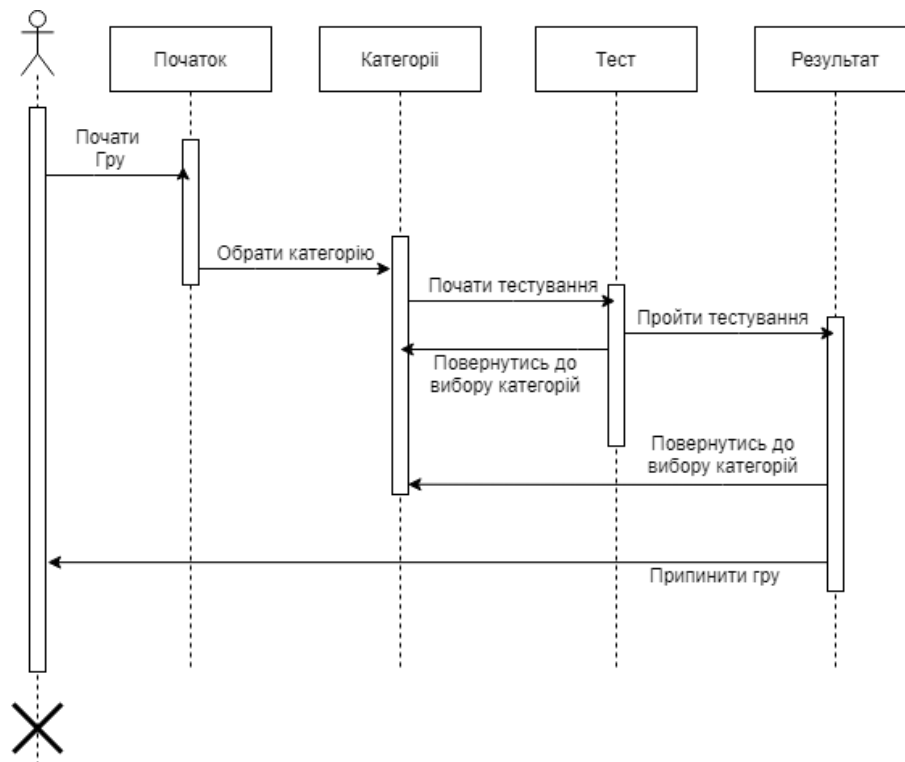 Початок
Категоріі
Тест
Результат
Почати
Гру
Обрати категорію
Почати тестування
Пройти тестування
Повернутись до
вибору категорій
Повернутись до
вибору категорій
Припинити гру